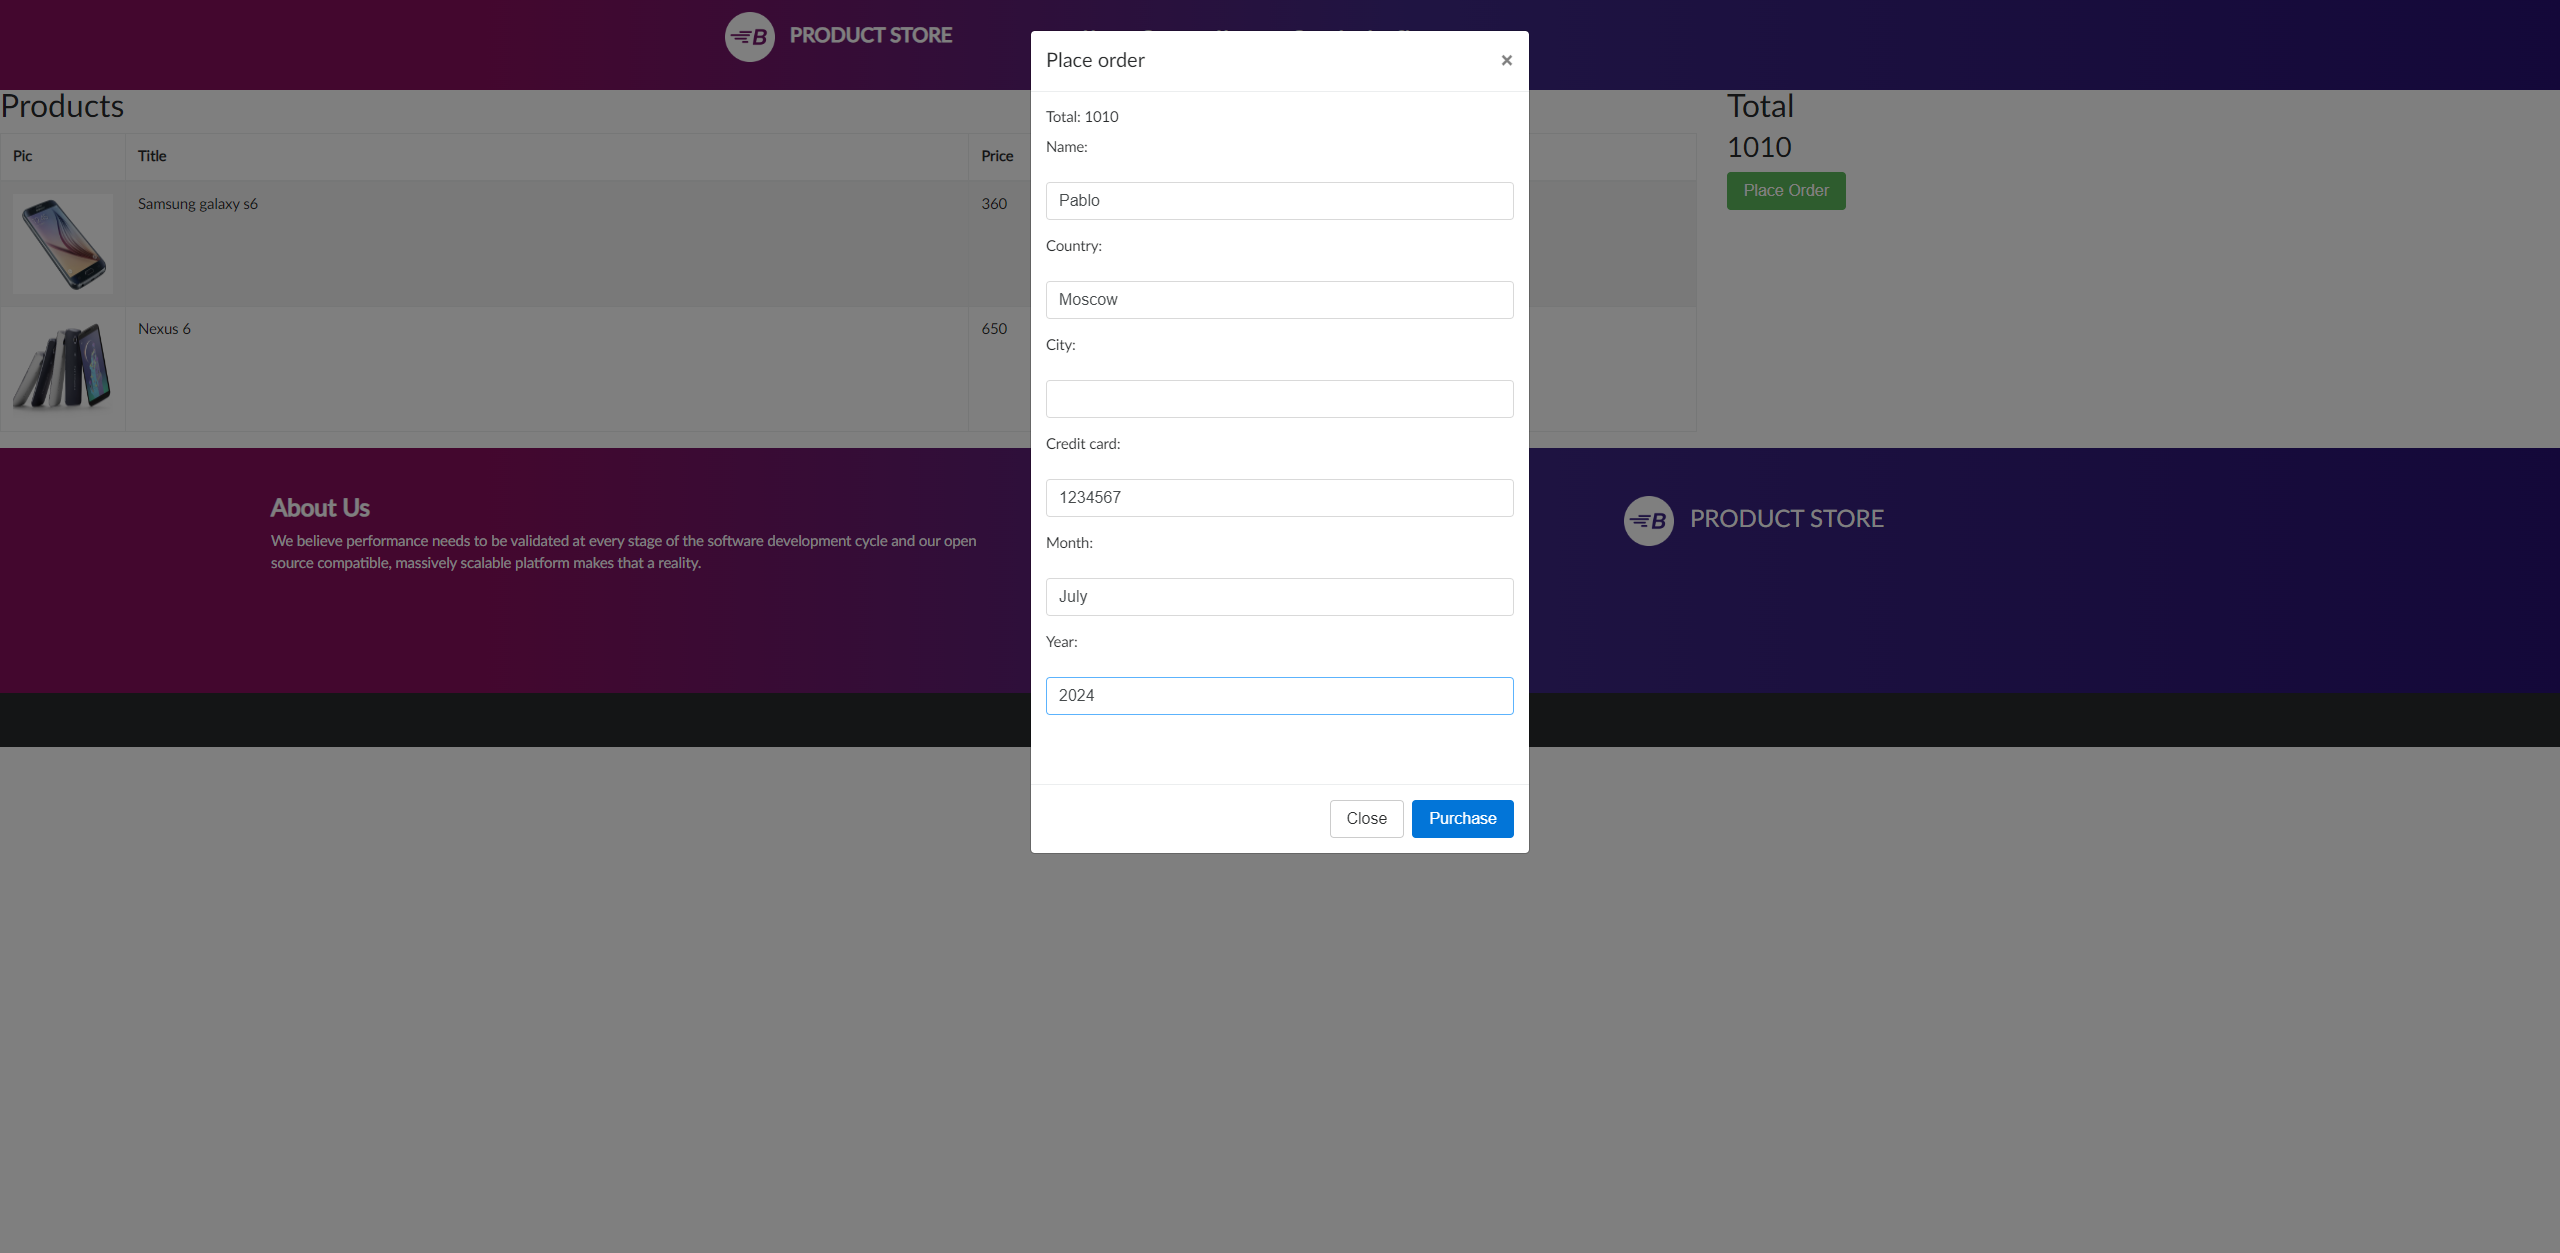 PRODUCT STORE
Place order
×
Total: 1010
Name:
Pablo
Country:
Moscow
City:
Credit card:
1234567
Month:
July
Year:
2024
Close
Purchase
Products
Pic
Title
Price
Samsung galaxy s6
360
Nexus 6
650
Total
1010
Place Order
About Us
We believe performance needs to be validated at every stage of the software development cycle and our open
source compatible, massively scalable platform makes that a reality.
B PRODUCT STORE